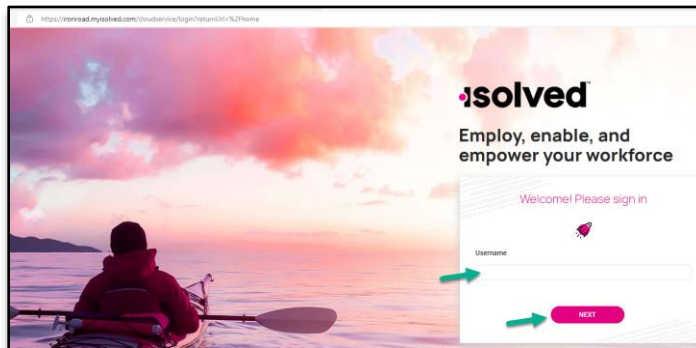 https://ironroad.myisolved.com/cloudservice/login?returnUrl=%2Fhome
isolved
Employ, enable, and
empower your workforce
Welcome! Please sign in
Username
NEXT